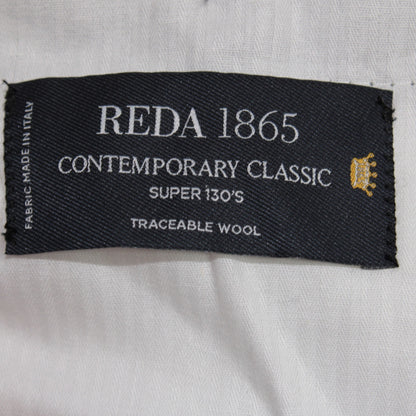 REDA 1865
CONTEMPORARY CLASSIC
SUPER 130'S
TRACEABLE WOOL
FABRIC MADE IN ITALY